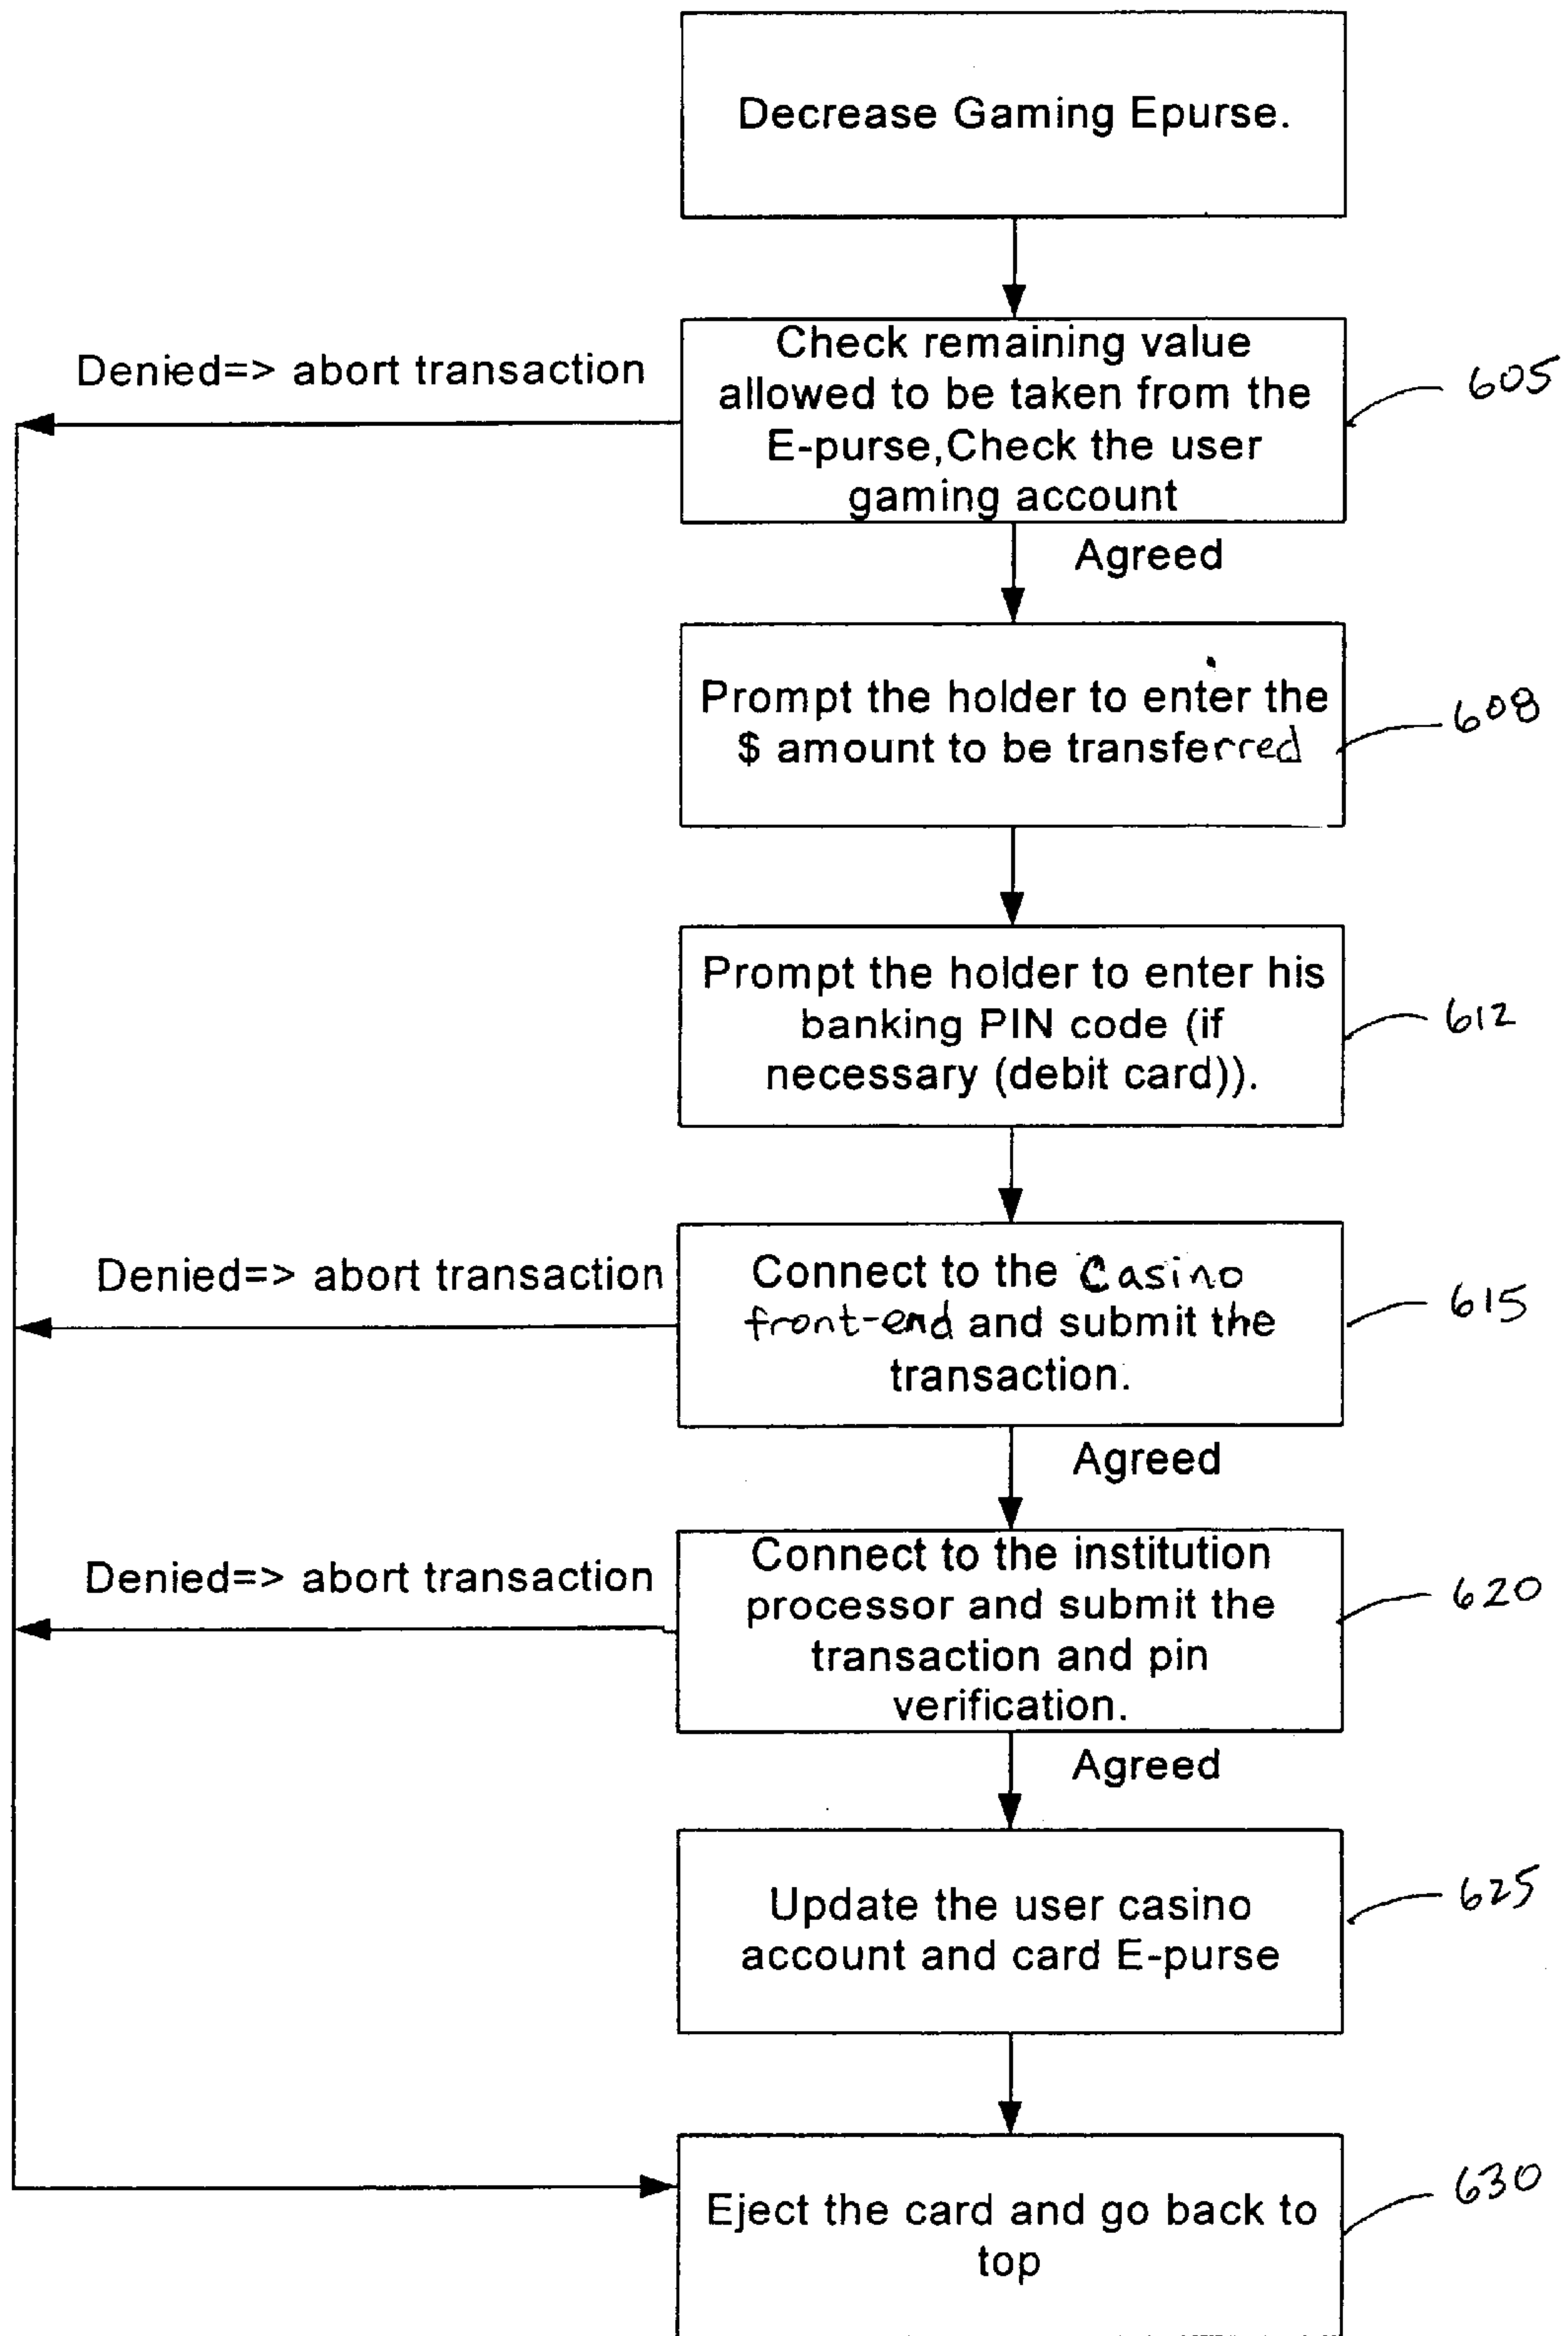 Decrease Gaming Epurse.
Denied=> abort transaction
Check remaining value
allowed to be taken from the
E-purse,Check the user
gaming account
605
Agreed
Prompt the holder to enter the
$ amount to be transferred
608
Prompt the holder to enter his
banking PIN code (if
necessary (debit card)).
612
Denied=> abort transaction
Connect to the Casino
front-end and submit the
transaction.
615
Agreed
Denied=> abort transaction
Connect to the institution
processor and submit the
transaction and pin
verification.
620
Agreed
Update the user casino
account and card E-purse
625
Eject the card and go back to
top
630